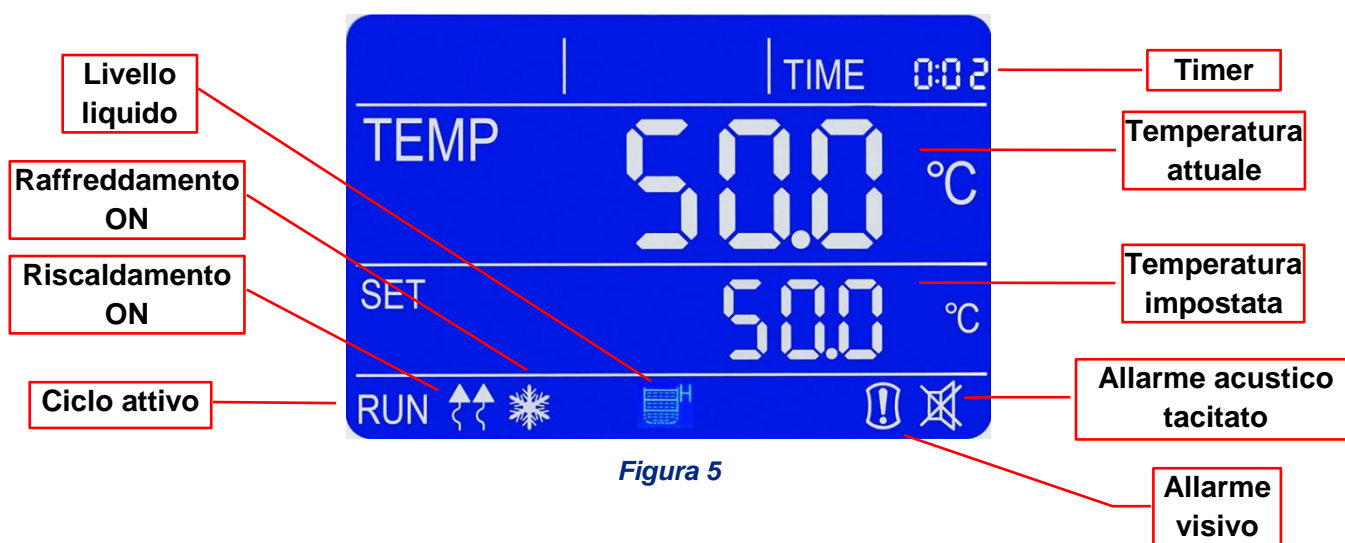 Livello
liquido
Raffreddamento
ON
Riscaldamento
ON
Ciclo attivo
TIME 0:02
TEMP 50.0 °C
SET 50.0 °C
RUN H
Timer
Temperatura
attuale
Temperatura
impostata
Allarme acustico
tacitato
Allarme
visivo
Figura 5